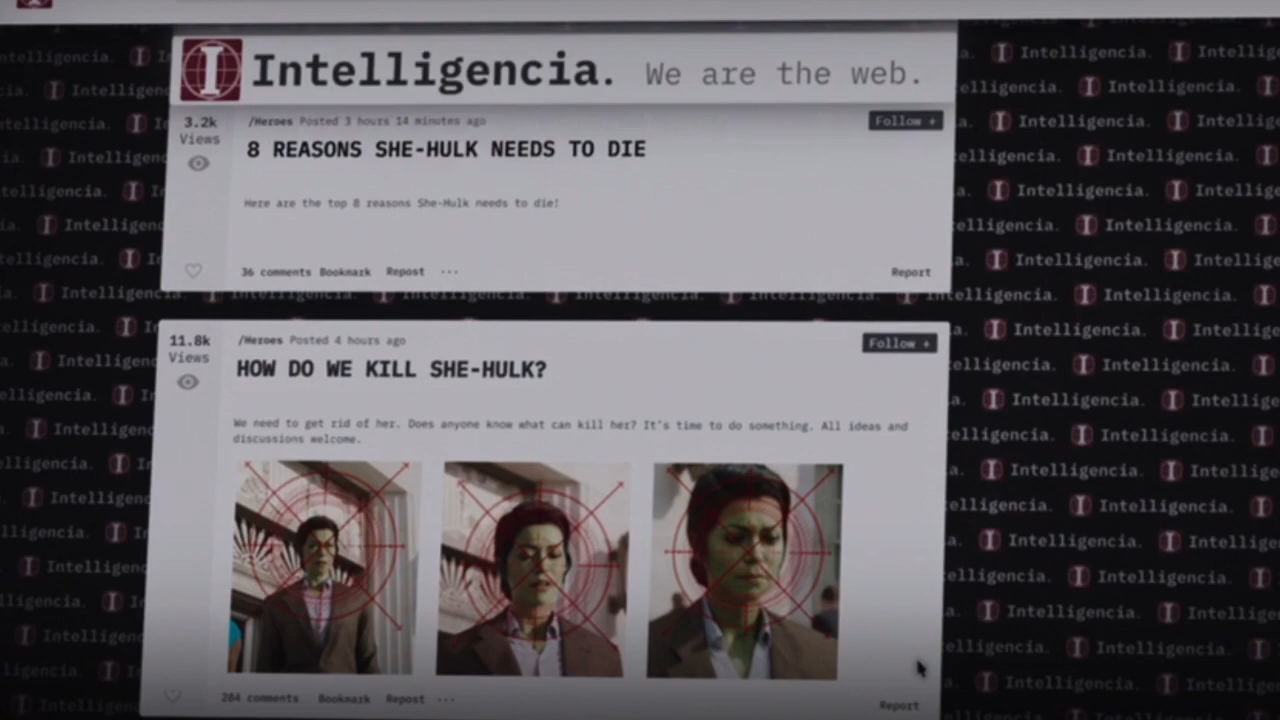 Intelligencia. We are the web.
3.2k
Views
/Heroes Posted 3 hours 14 minutes ago
Follow +
8 REASONS SHE-HULK NEEDS TO DIE
Here are the top 8 reasons She-Hulk needs to die!
36 comments Bookmark Repost ...
Report
11.8k
Views
/Heroes Posted 4 hours ago
Follow +
HOW DO WE KILL SHE-HULK?
We need to get rid of her. Does anyone know what can kill her? It's time to do something. All ideas and
discussions welcome.
284 comments Bookmark Repost ...
Report